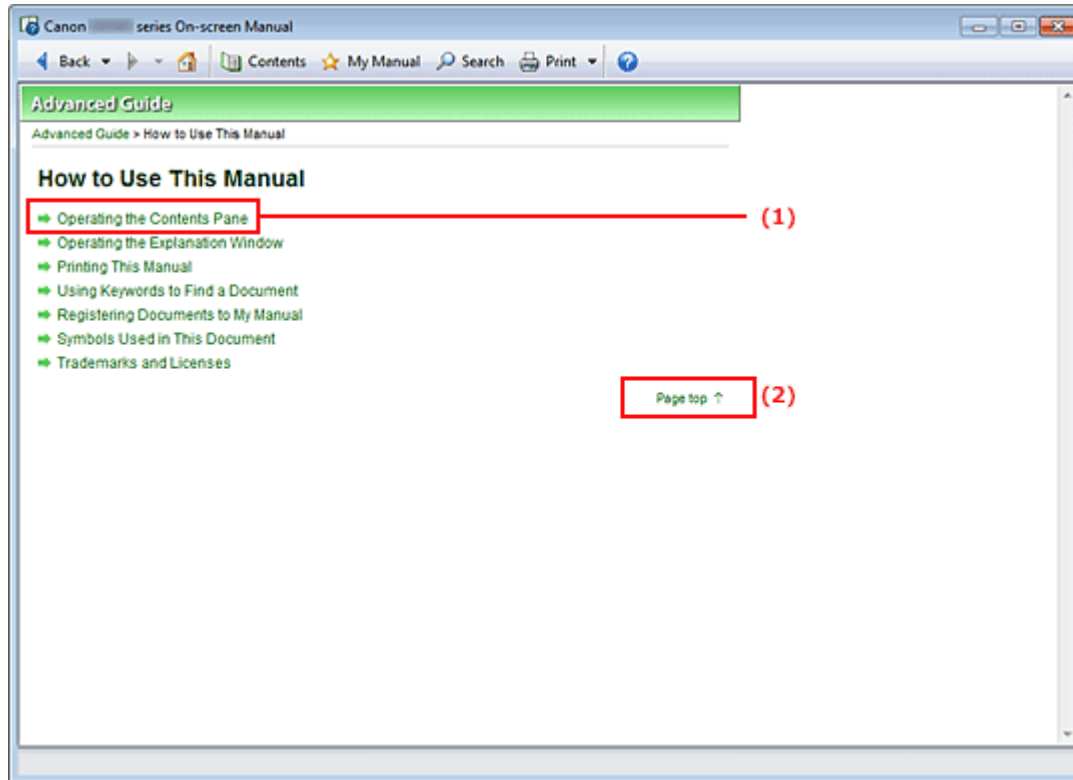 Canon series On-screen Manual
Back Contents My Manual Search Print
Advanced Guide
Advanced Guide > How to Use This Manual
How to Use This Manual
Operating the Contents Pane (1)
Operating the Explanation Window
Printing This Manual
Using Keywords to Find a Document
Registering Documents to My Manual
Symbols Used in This Document
Trademarks and Licenses
Page top ↑ (2)